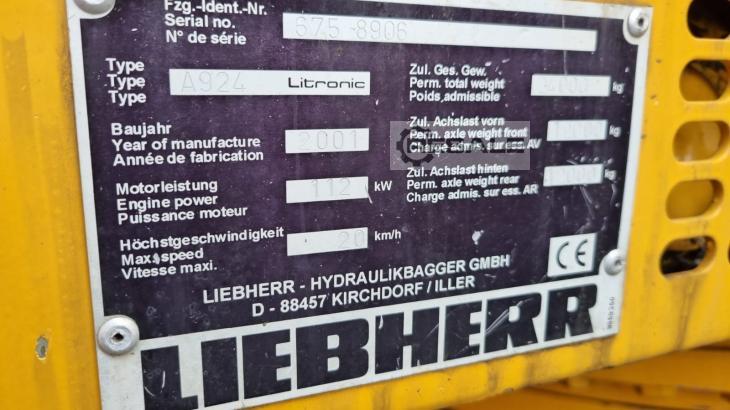 Fzg.-Ident.-Nr.
Serial no.
N° de série
675-8906
Type
Type
Type
A924 Litronic
Baujahr
Year of manufacture
Année de fabrication
2001
Motorleistung
Engine power
Puissance moteur
112 kW
Höchstgeschwindigkeit
Max. speed
Vitesse maxi.
20 km/h
Zul. Ges. Gew.
Perm. total weight
Poids,admissible
kg
Zul. Achslast vorn
Perm. axle weight front
Charge admis. sur ess. AV
kg
Zul. Achslast hinten
Perm. axle weight rear
Charge admis. sur ess. AR
kg
CE
LIEBHERR - HYDRAULIKBAGGER GMBH
D - 88457 KIRCHDORF / ILLER
LIEBHERR